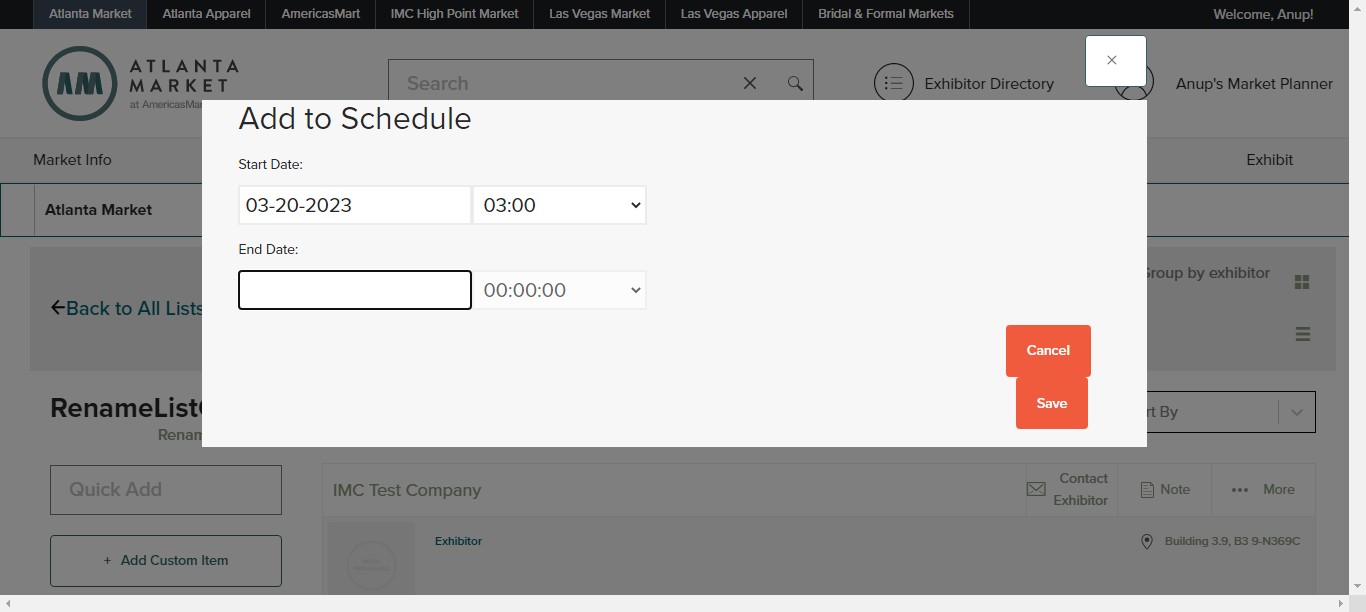 Atlanta Market Atlanta Apparel AmericasMart IMC High Point Market Las Vegas Market Las Vegas Apparel Bridal & Formal Markets Welcome, Anup!
ATLANTA
MARKET
at AmericasMar
AM
Search
Exhibitor Directory
×
Anup's Market Planner
Market Info Exhibit
Atlanta Market
Add to Schedule
Start Date:
03-20-2023 03:00
End Date:
00:00:00
Cancel
Save
Group by exhibitor
Back to All Lists
RenameList
Renam
rt By
Quick Add
+ Add Custom Item
IMC Test Company
Contact
Exhibitor
Note
••• More
Exhibitor
Building 3.9, B3 9-N369C